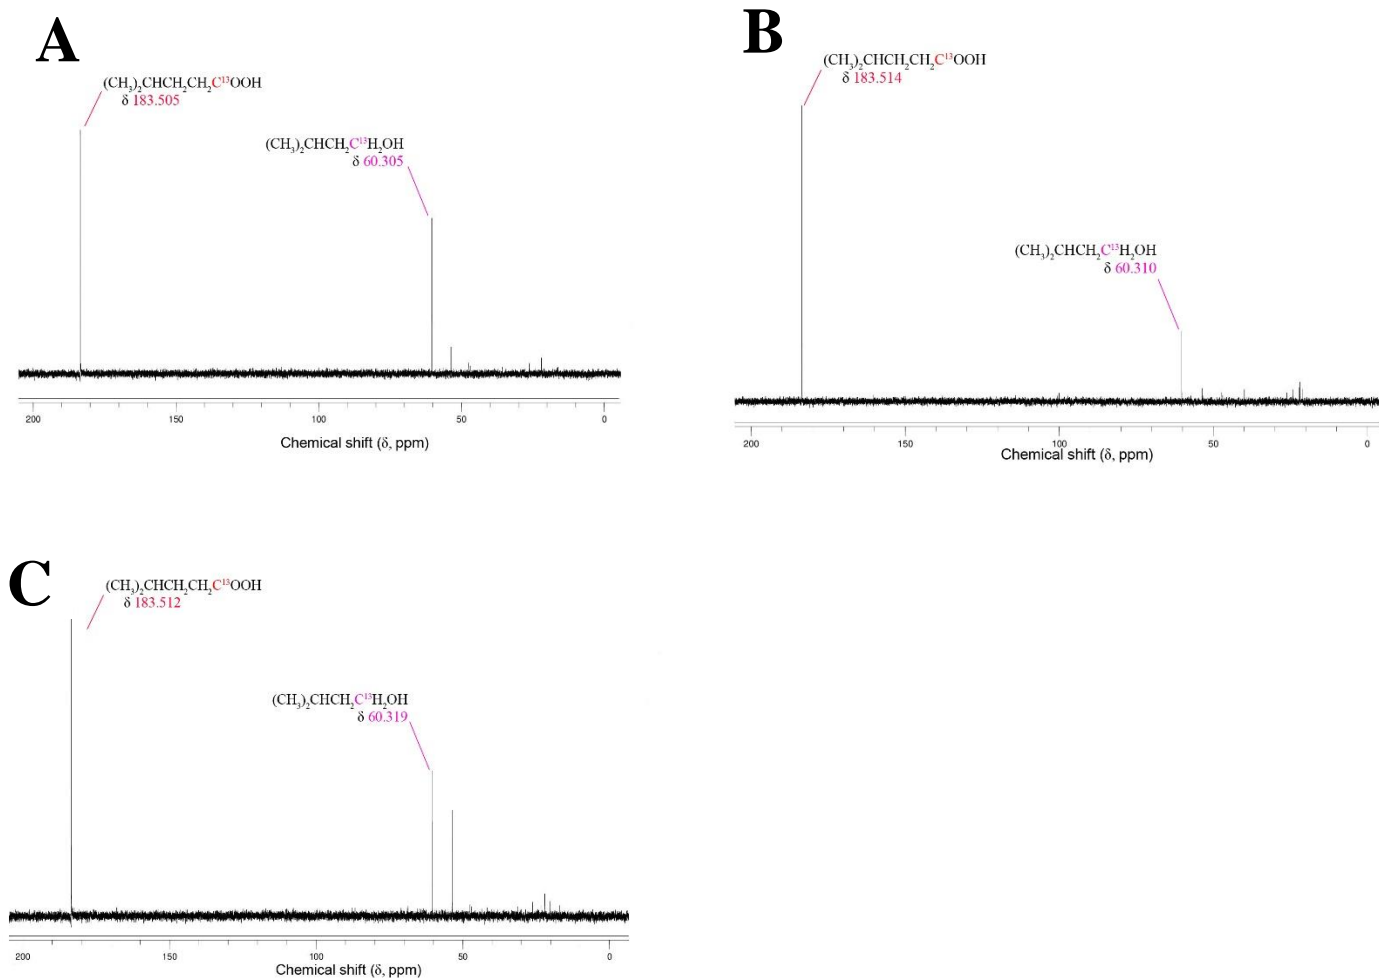 A
(CH₃)₂CHCH₂CH₂C¹³OOH
δ 183.505
(CH₃)₂CHCH₂C¹³H₂OH
δ 60.305
200 150 100 50 0
Chemical shift (δ, ppm)
B
(CH₃)₂CHCH₂CH₂C¹³OOH
δ 183.514
(CH₃)₂CHCH₂C¹³H₂OH
δ 60.310
200 150 100 50 0
Chemical shift (δ, ppm)
C
(CH₃)₂CHCH₂CH₂C¹³OOH
δ 183.512
(CH₃)₂CHCH₂C¹³H₂OH
δ 60.319
200 150 100 50 0
Chemical shift (δ, ppm)